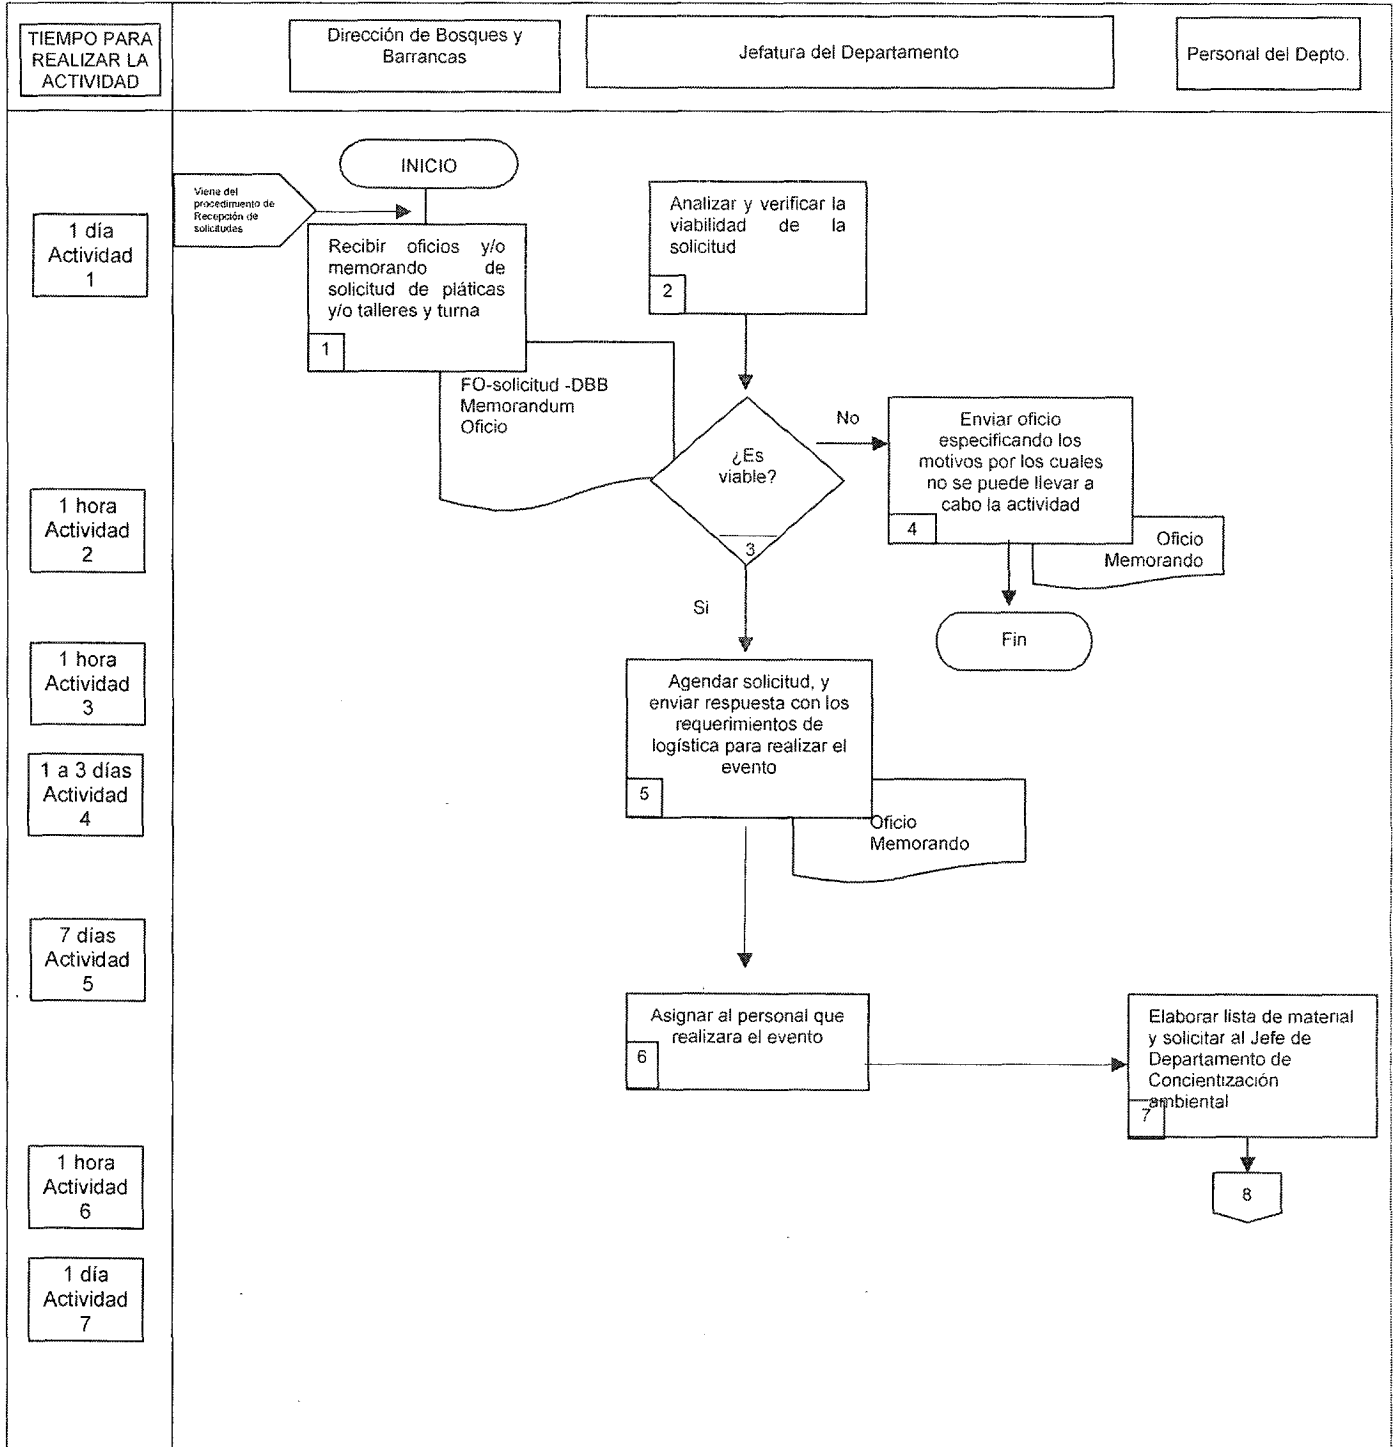 TIEMPO PARA
REALIZAR LA
ACTIVIDAD
Dirección de Bosques y
Barrancas
Jefatura del Departamento
Personal del Depto.
INICIO
Viene del
procedimiento de
Recepción de
solicitudes
1 día
Actividad
1
Recibir oficios y/o
memorando de
solicitud de pláticas
y/o talleres y turna
1
FO-solicitud -DBB
Memorandum
Oficio
Analizar y verificar la
viabilidad de la
solicitud
2
¿Es
viable?
3
No
Si
Enviar oficio
especificando los
motivos por los cuales
no se puede llevar a
cabo la actividad
4
Oficio
Memorando
Fin
1 hora
Actividad
2
1 hora
Actividad
3
Agendar solicitud, y
enviar respuesta con los
requerimientos de
logística para realizar el
evento
5
Oficio
Memorando
1 a 3 días
Actividad
4
7 días
Actividad
5
Asignar al personal que
realizara el evento
6
Elaborar lista de material
y solicitar al Jefe de
Departamento de
Concientización
ambiental
7
8
1 hora
Actividad
6
1 día
Actividad
7